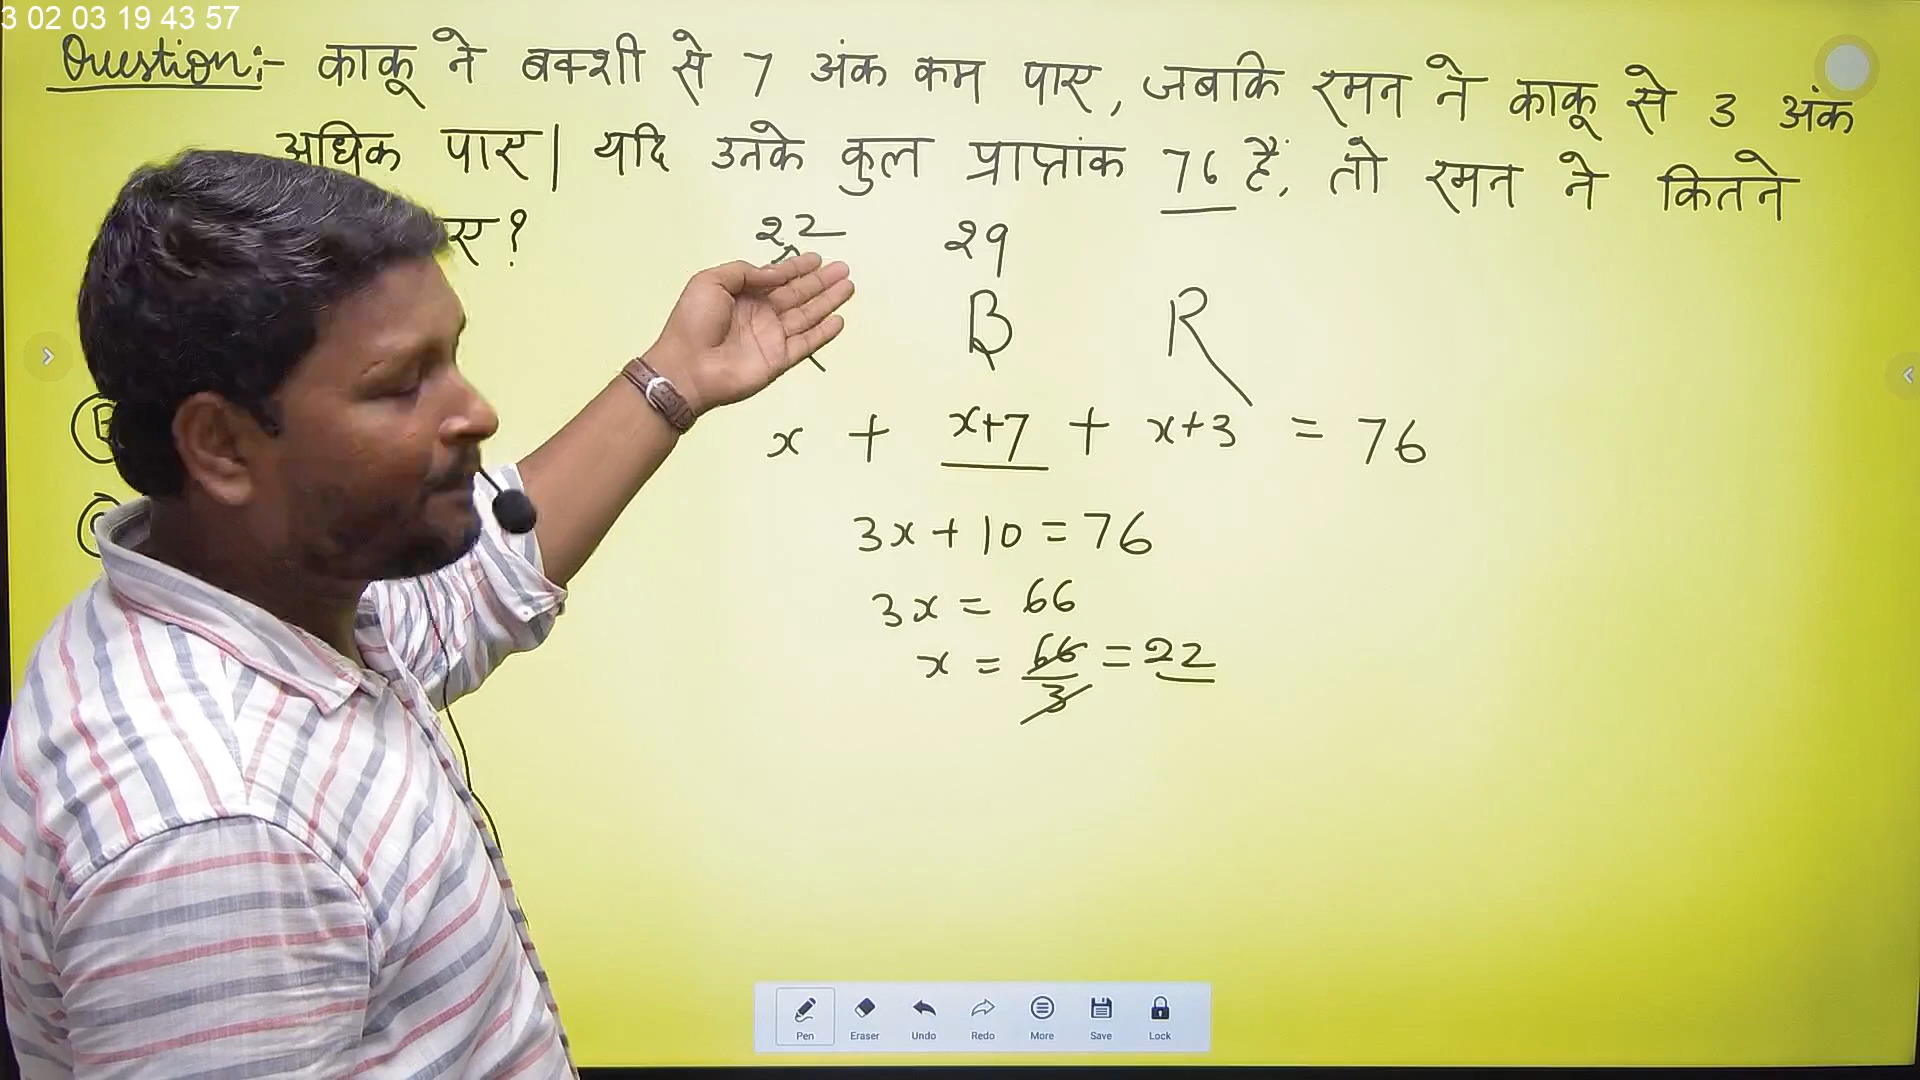 3 02 03 19 43 57
Question:- काकू ने बक्शी से 7 अंक कम पाए, जबकि रमन ने काकू से 3 अंक
अधिक पाए| यदि उनके कुल प्राप्तांक 76 हैं, तो रमन ने कितने
ए?
22 29
B R
x + x+7 + x+3 = 76
3x + 10 = 76
3x = 66
x = 66/3 = 22
Pen Eraser Undo Redo More Save Lock